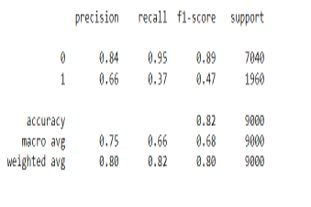 precision recall f1-score support
0 0.84 0.95 0.89 7040
1 0.66 0.37 0.47 1960
accuracy 0.82 9000
macro avg 0.75 0.66 0.68 9000
weighted avg 0.80 0.82 0.80 9000